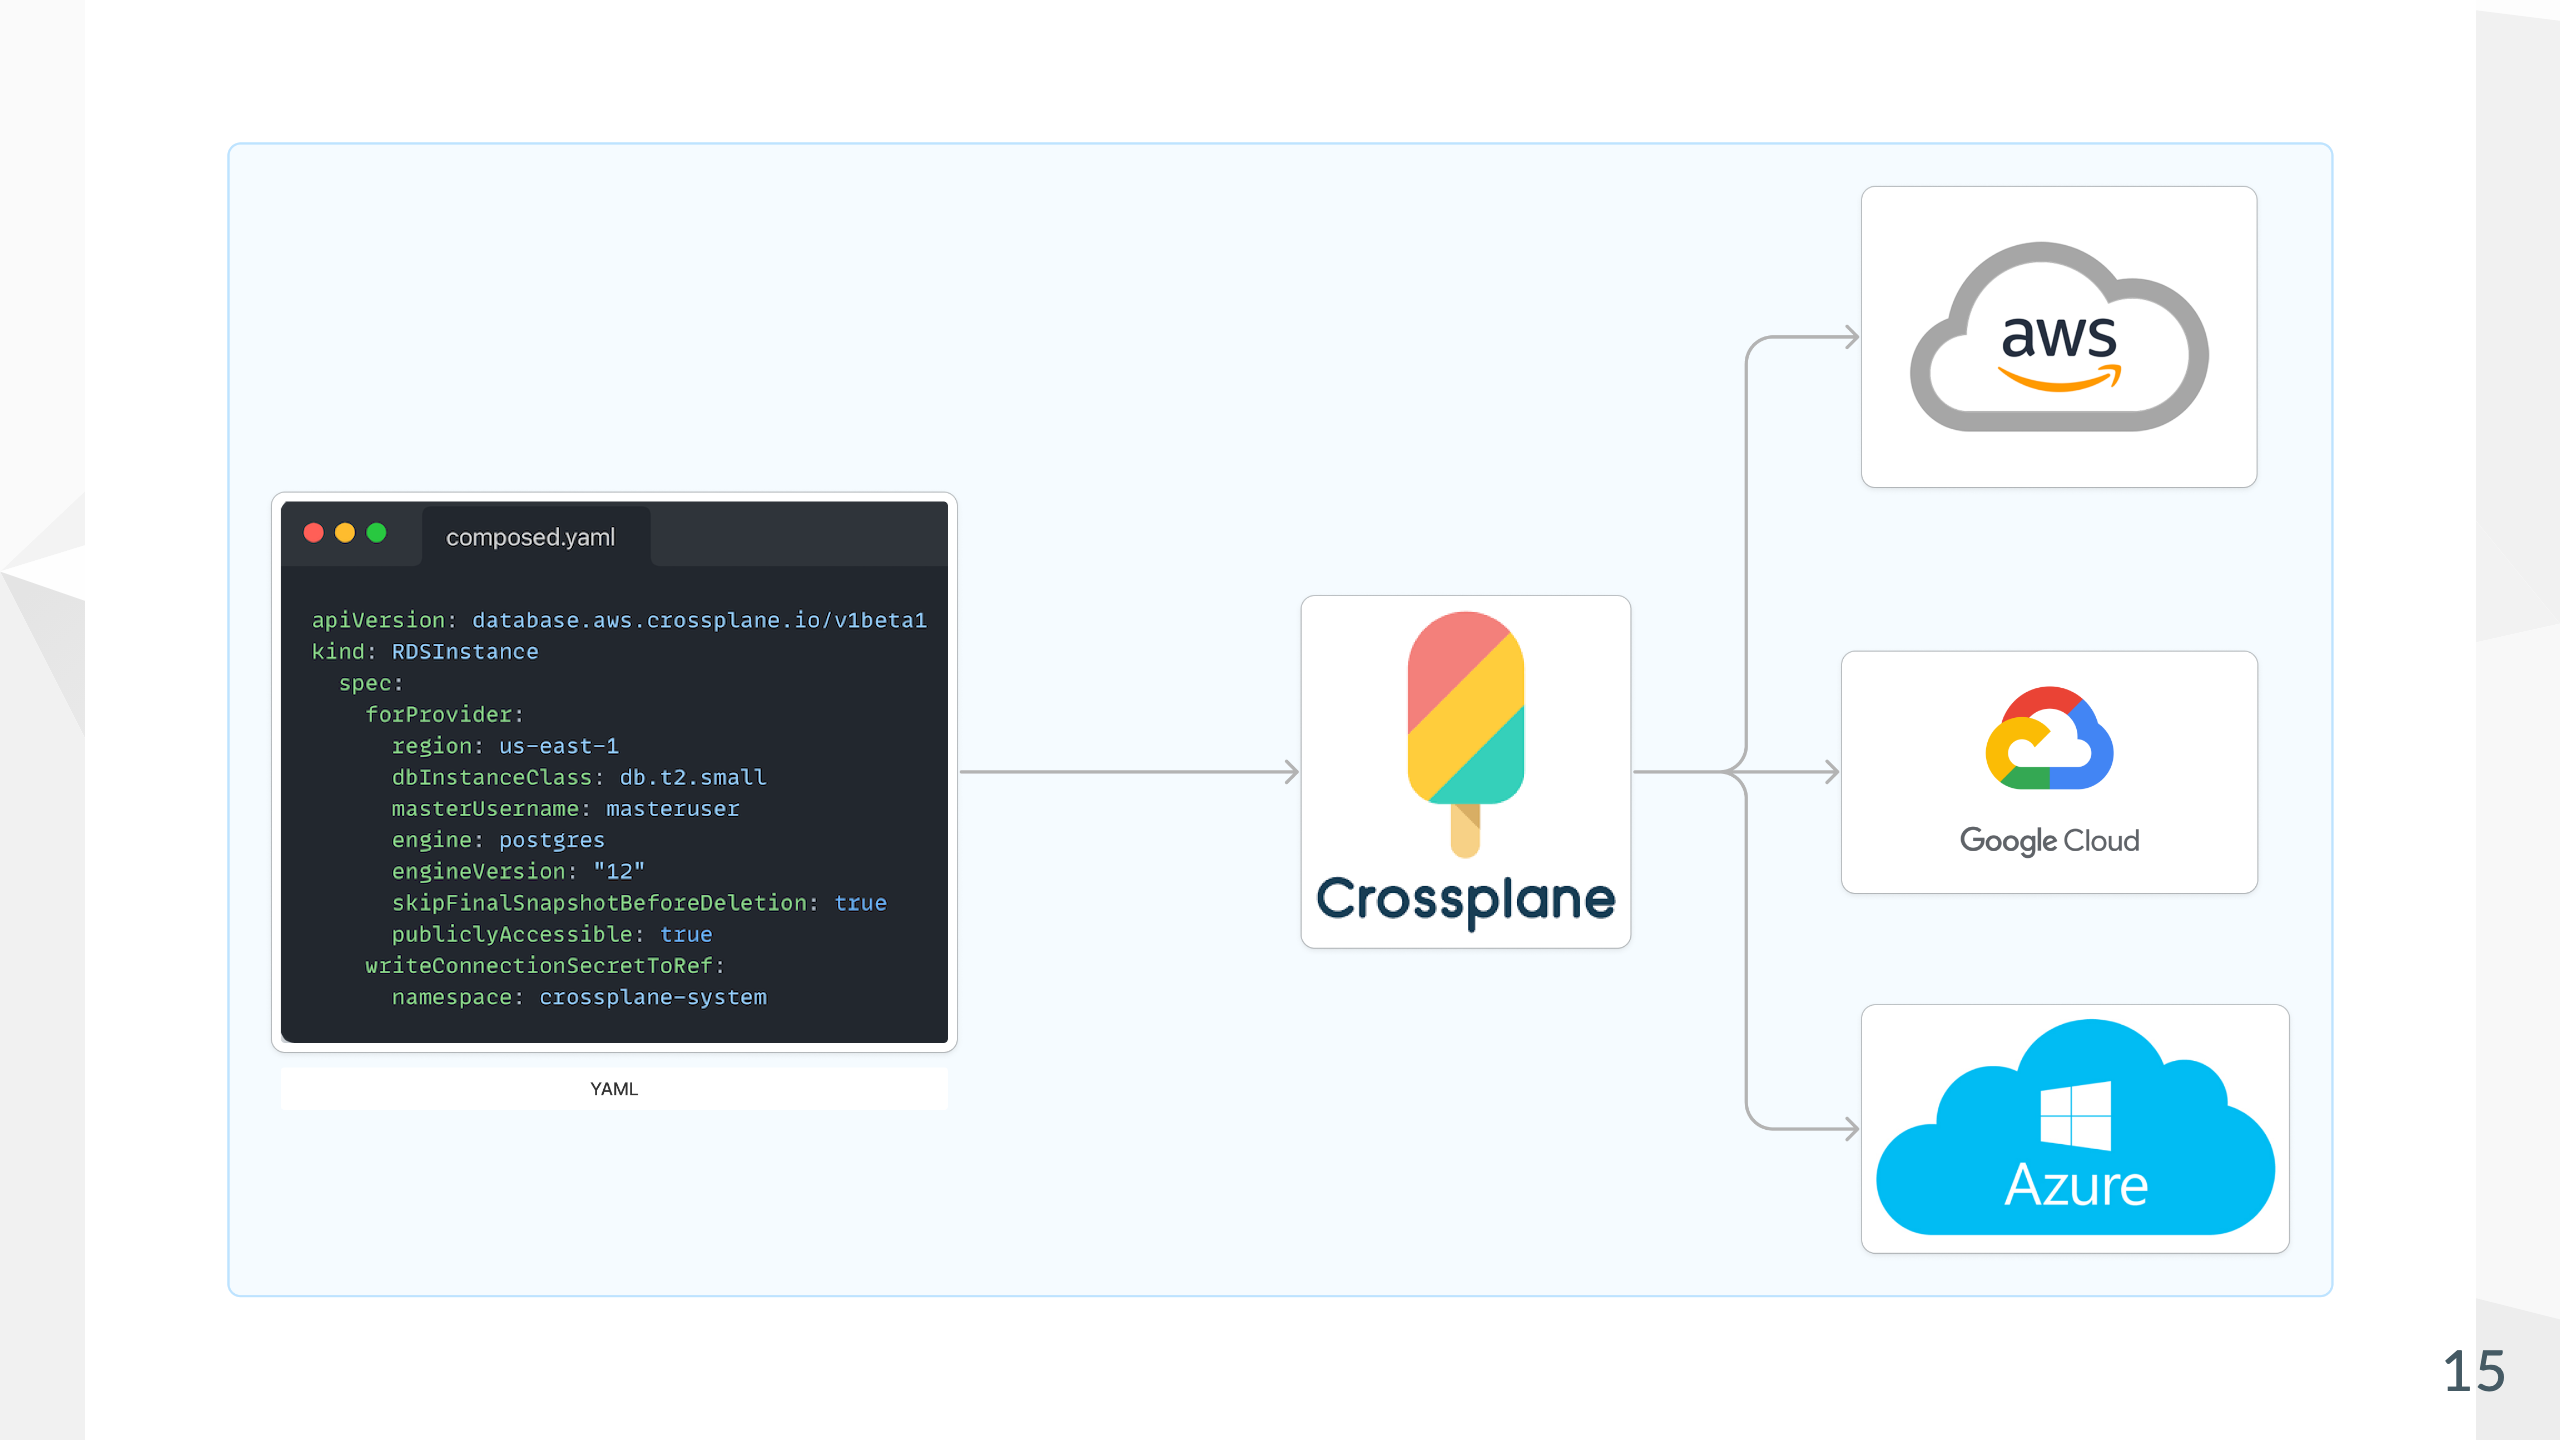 composed.yaml
apiVersion: database.aws.crossplane.io/v1beta1
kind: RDSInstance
spec:
forProvider:
region: us-east-1
dbInstanceClass: db.t2.small
masterUsername: masteruser
engine: postgres
engineVersion: "12"
skipFinalSnapshotBeforeDeletion: true
publiclyAccessible: true
writeConnectionSecretToRef:
namespace: crossplane-system
YAML
Crossplane
aws
Google Cloud
Azure
15